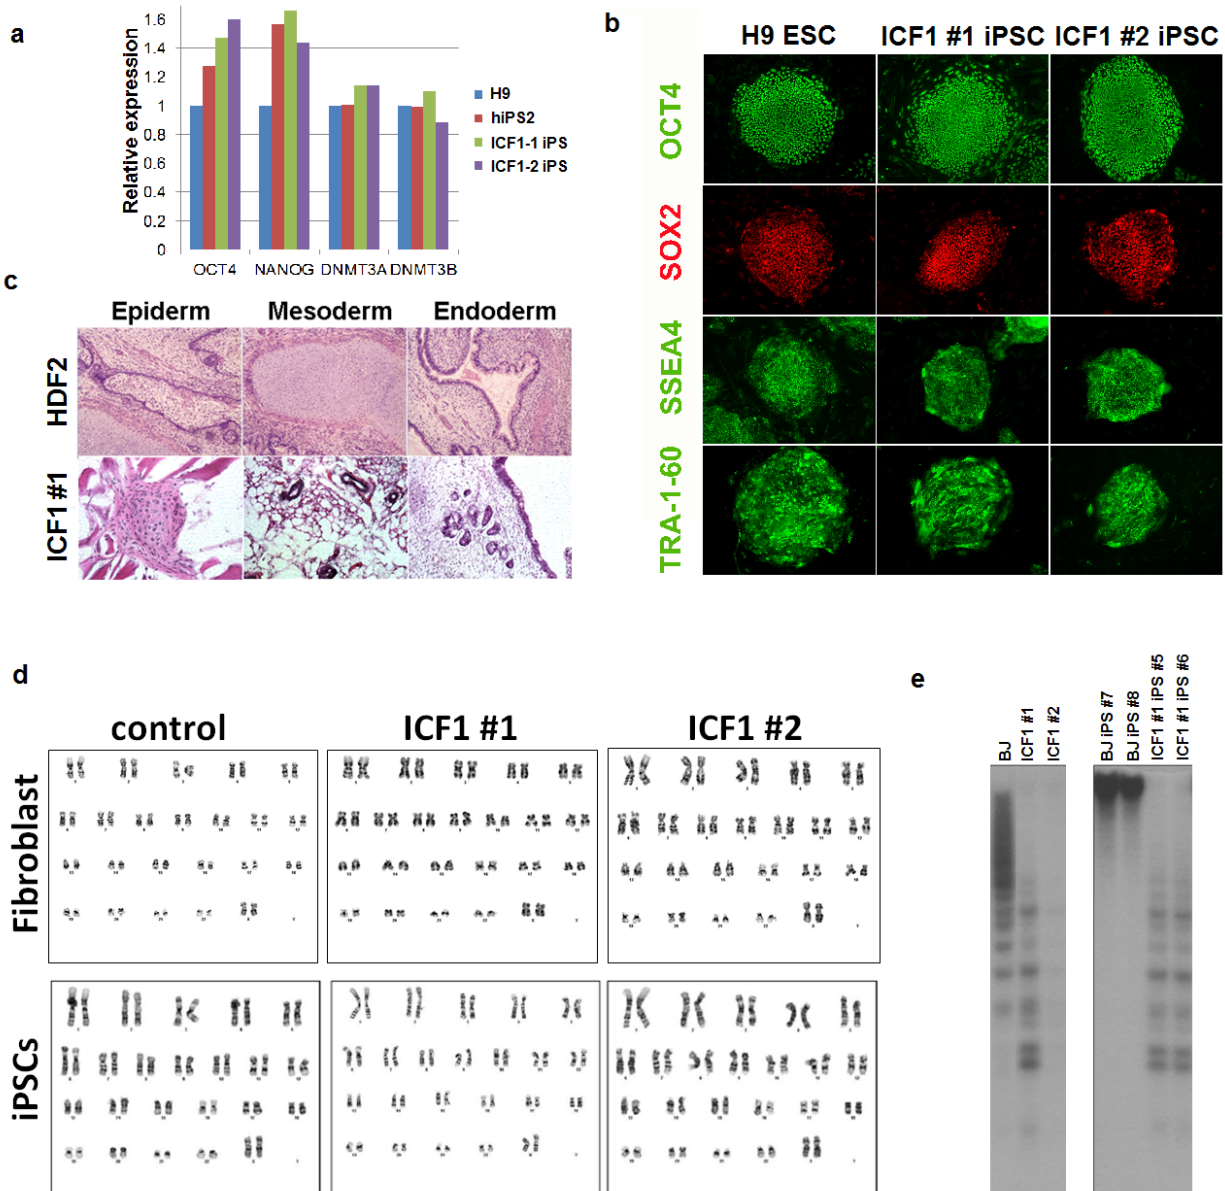 a
Relative expression
1.6
1.4
1.2
1
0.8
0.6
0.4
0.2
0
OCT4 NANOG DNMT3A DNMT3B
H9
hiPS2
ICF1-1 iPS
ICF1-2 iPS
b
H9 ESC ICF1 #1 iPSC ICF1 #2 iPSC
OCT4
SOX2
SSEA4
TRA-1-60
c
Epiderm Mesoderm Endoderm
HDF2
ICF1 #1
d
control ICF1 #1 ICF1 #2
Fibroblast
iPSCs
e
BJ
ICF1 #1
ICF1 #2
BJ iPS #7
BJ iPS #8
ICF1 #1 iPS #5
ICF1 #1 iPS #6